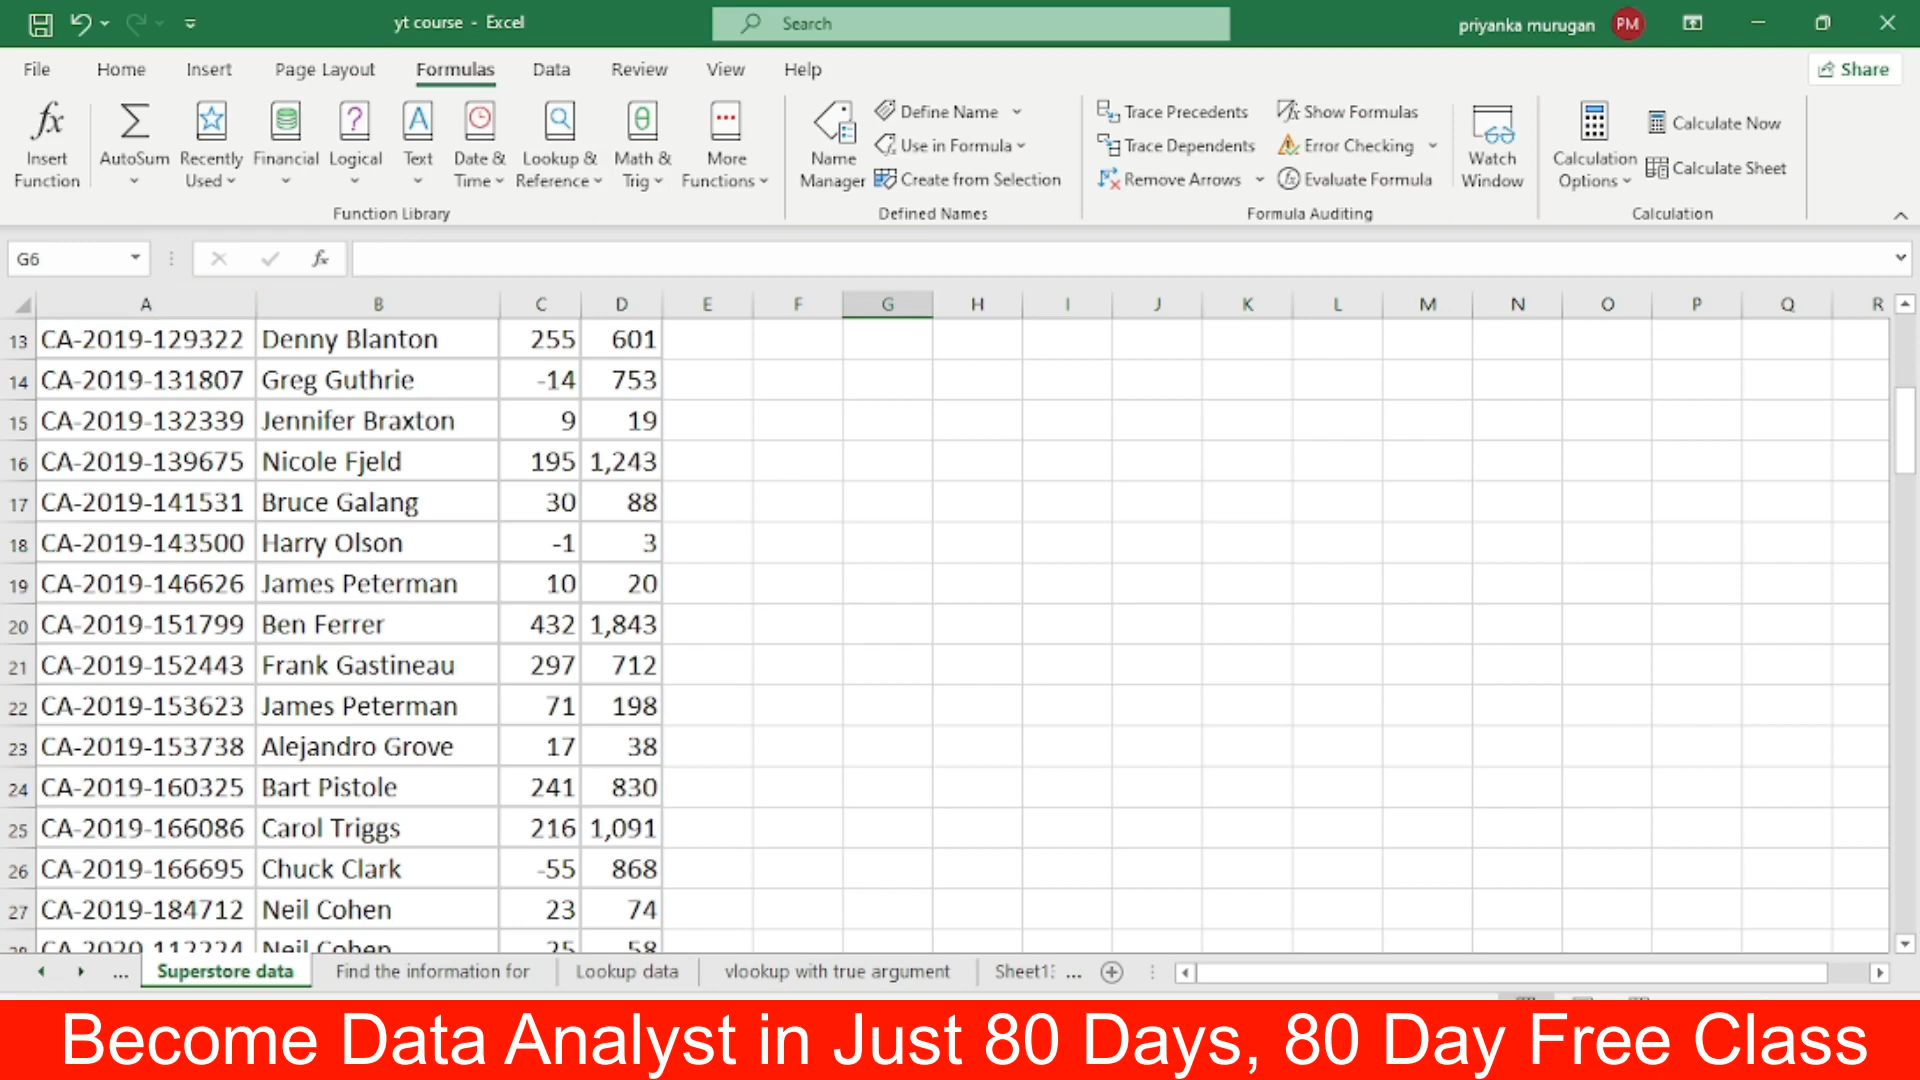 yt course - Excel
Search
priyanka murugan PM
File Home Insert Page Layout Formulas Data Review View Help
Share
Insert Function
AutoSum
Recently Used
Financial
Logical
Text
Date & Time
Lookup & Reference
Math & Trig
More Functions
Function Library
Name Manager
Define Name
Use in Formula
Create from Selection
Defined Names
Trace Precedents
Trace Dependents
Remove Arrows
Show Formulas
Error Checking
Evaluate Formula
Formula Auditing
Watch Window
Calculation Options
Calculate Now
Calculate Sheet
Calculation
G6
fx
A B C D E F G H I J K L M N O P Q R
13 CA-2019-129322 Denny Blanton 255 601
14 CA-2019-131807 Greg Guthrie -14 753
15 CA-2019-132339 Jennifer Braxton 9 19
16 CA-2019-139675 Nicole Fjeld 195 1,243
17 CA-2019-141531 Bruce Galang 30 88
18 CA-2019-143500 Harry Olson -1 3
19 CA-2019-146626 James Peterman 10 20
20 CA-2019-151799 Ben Ferrer 432 1,843
21 CA-2019-152443 Frank Gastineau 297 712
22 CA-2019-153623 James Peterman 71 198
23 CA-2019-153738 Alejandro Grove 17 38
24 CA-2019-160325 Bart Pistole 241 830
25 CA-2019-166086 Carol Triggs 216 1,091
26 CA-2019-166695 Chuck Clark -55 868
27 CA-2019-184712 Neil Cohen 23 74
28 CA-2020-112224 Neil Cohen 25 58
... Superstore data Find the information for Lookup data vlookup with true argument Sheet1 ...
Become Data Analyst in Just 80 Days, 80 Day Free Class